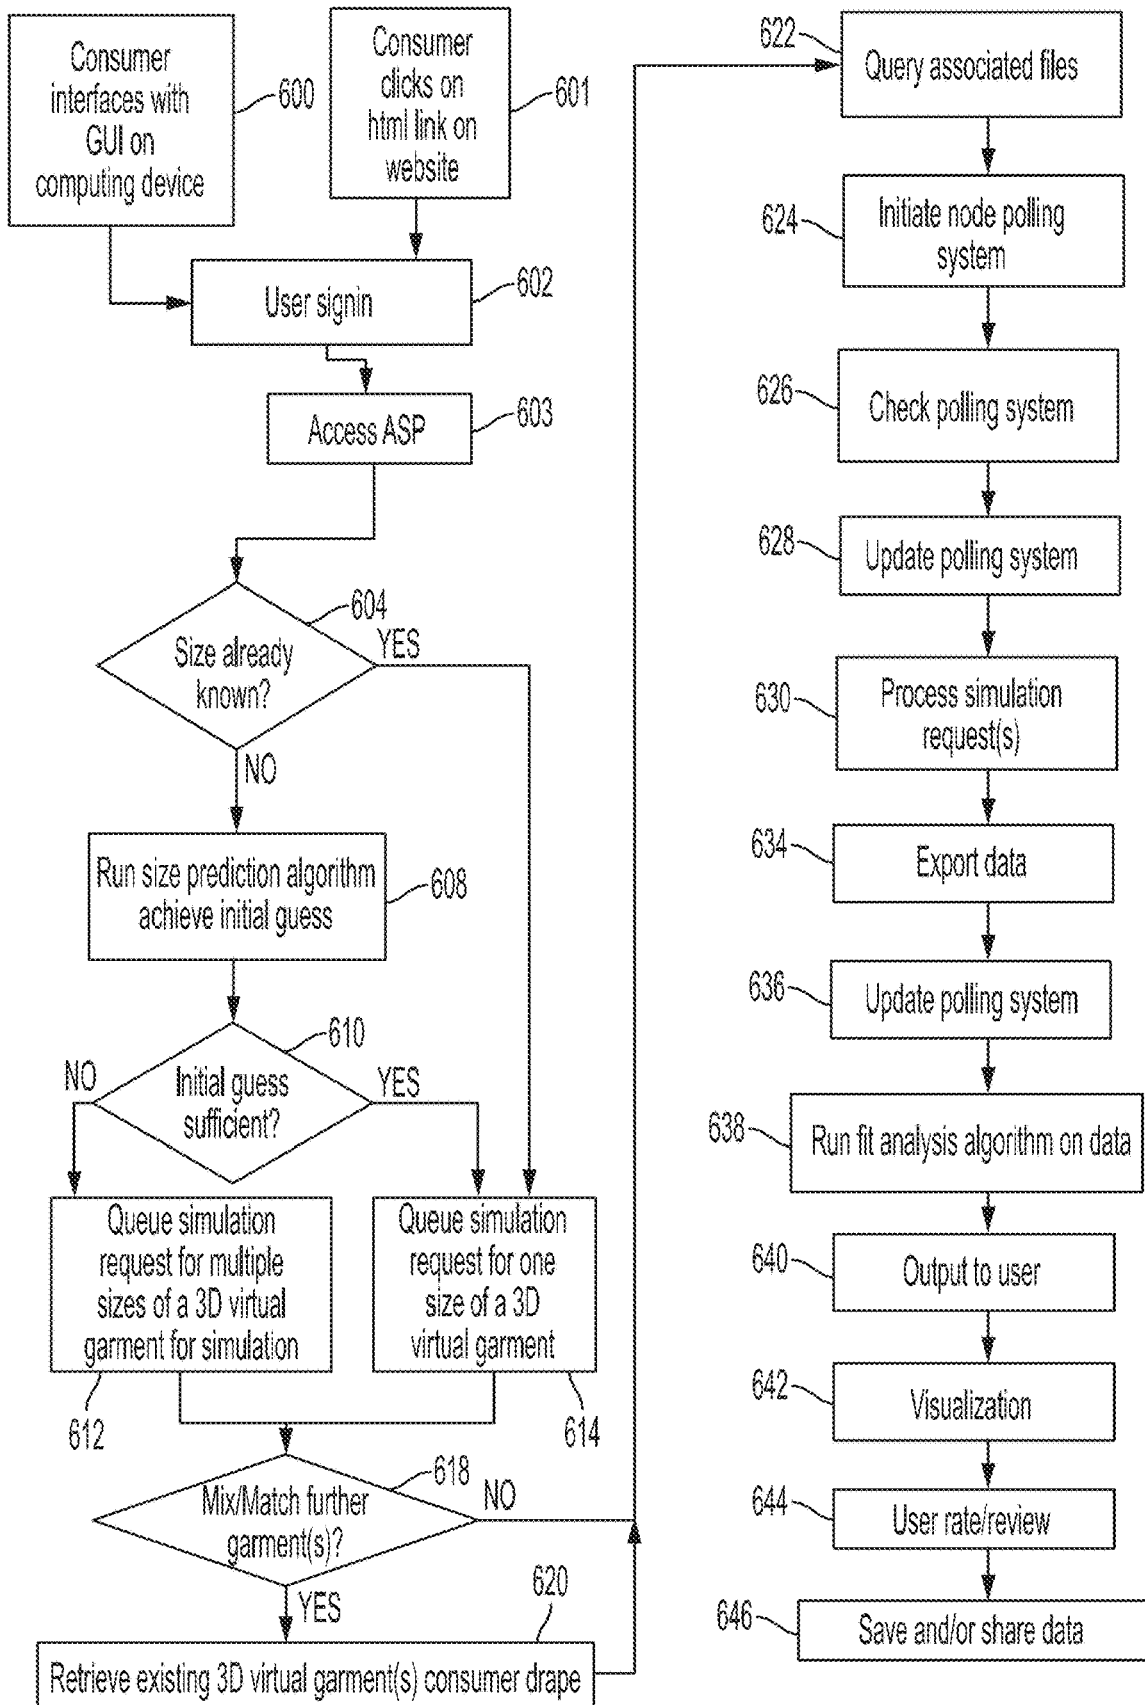 Consumer
interfaces with
GUI on
computing device
600
Consumer
clicks on
html link on
website
601
User signin
602
Access ASP
603
604
Size already
known?
YES
NO
Run size prediction algorithm
achieve initial guess
608
610
Initial guess
sufficient?
NO
YES
Queue simulation
request for multiple
sizes of a 3D virtual
garment for simulation
612
Queue simulation
request for one
size of a 3D
virtual garment
614
618
Mix/Match further
garment(s)?
NO
YES
620
Retrieve existing 3D virtual garment(s) consumer drape
622
Query associated files
624
Initiate node polling
system
626
Check polling system
628
Update polling system
630
Process simulation
request(s)
634
Export data
636
Update polling system
638
Run fit analysis algorithm on data
640
Output to user
642
Visualization
644
User rate/review
646
Save and/or share data